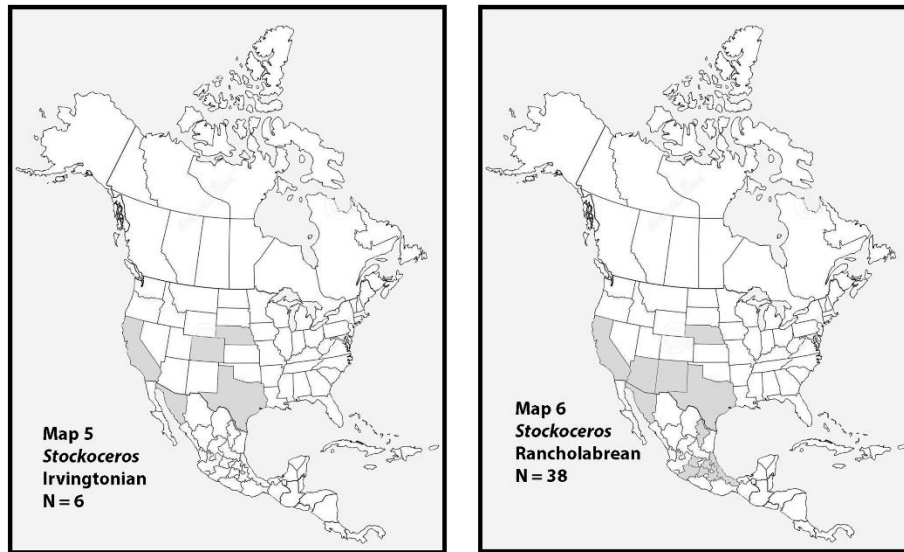 Map 5
Stockoceros
Irvingtonian
N = 6
Map 6
Stockoceros
Rancholabrean
N = 38